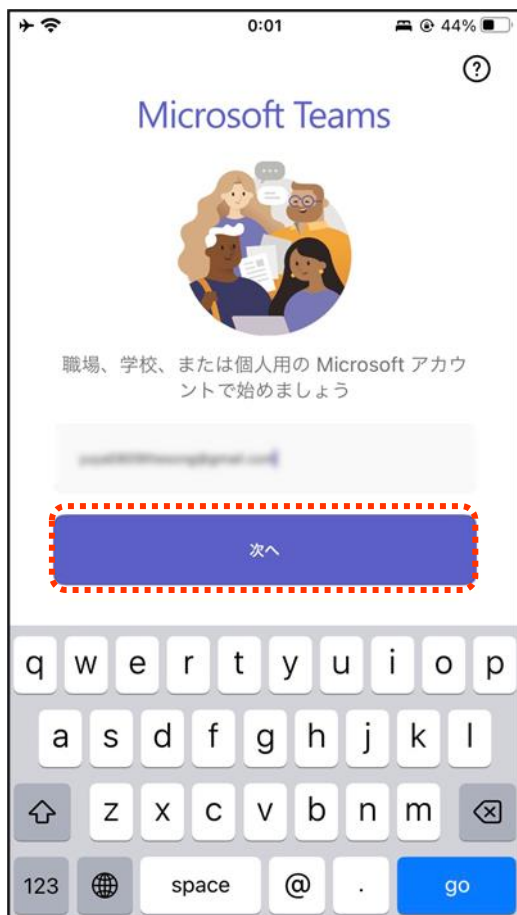 0:01
44%
?
Microsoft Teams
職場、学校、または個人用の Microsoft アカウ
ントで始めましょう
次へ
q w e r t y u i o p
a s d f g h j k l
z x c v b n m
123 space @ . go